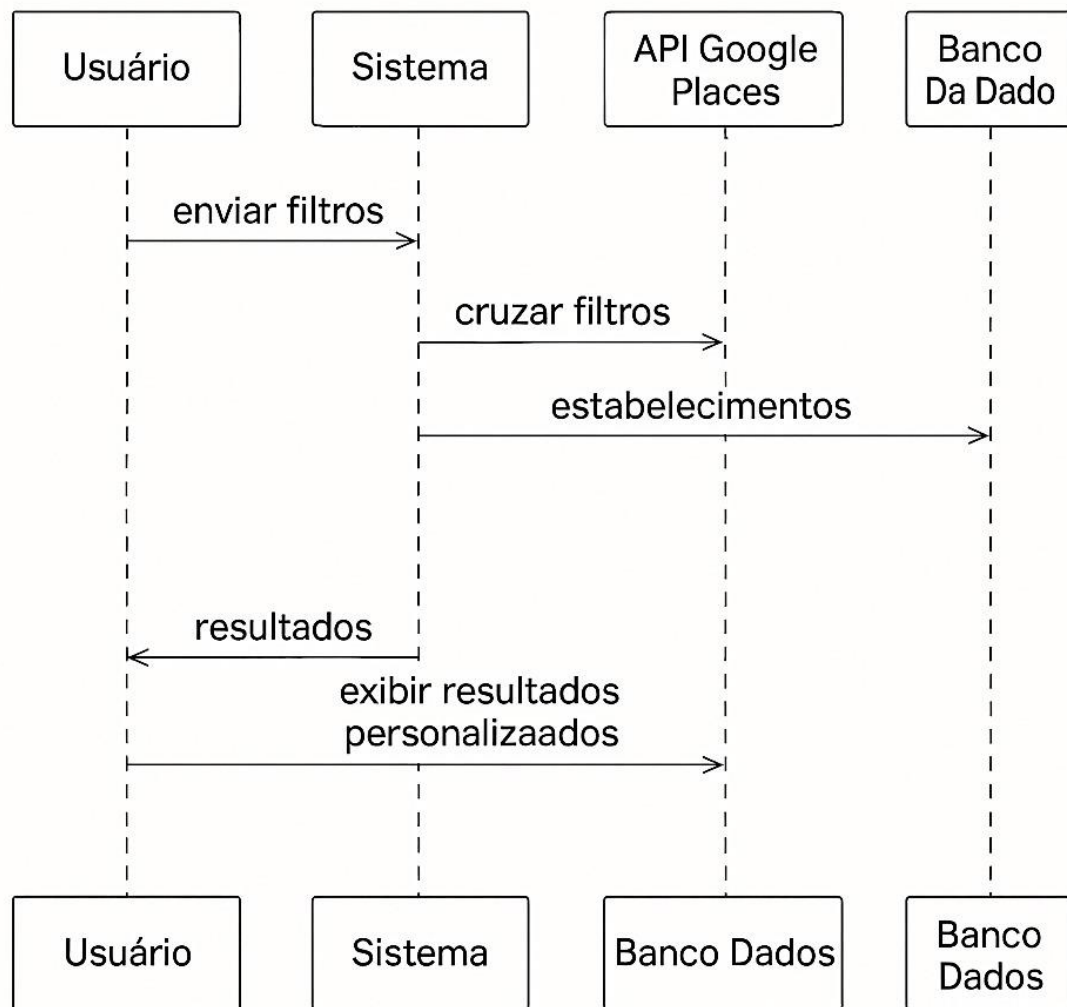 Usuário
Sistema
API Google
Places
Banco
Da Dado
enviar filtros
cruzar filtros
estabelecimentos
resultados
exibir resultados
personalizaados
Usuário
Sistema
Banco Dados
Banco
Dados